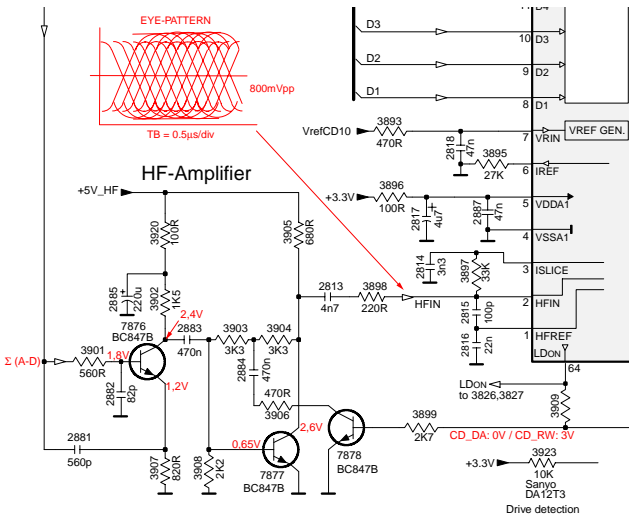 EYE-PATTERN
800mVpp
TB = 0.5µs/div
D4
D3
10
D3
D2
9
D2
D1
8
D1
VrefCD10
3893
470R
2818
47n
7
VRIN
VREF GEN.
3895
27K
6
IREF
+3.3V
3896
100R
2817
4u7
+
2887
47n
5
VDDA1
4
VSSA1
HF-Amplifier
+5V_HF
3920
100R
3905
680R
2885
220u
+
3902
1K5
2814
3n3
3897
33K
3
ISLICE
2813
4n7
3898
220R
HFIN
2
HFIN
2815
100p
2816
22n
1
HFREF
LDON
64
7876
BC847B
2,4V
2883
470n
3903
3K3
3904
3K3
2884
470n
470R
3906
Σ (A-D)
3901
560R
1,8V
2882
82p
1,2V
LDON
to 3826,3827
3909
2881
560p
3907
820R
3908
2K2
0,65V
2,6V
7877
BC847B
7878
BC847B
3899
2K7
CD_DA: 0V / CD_RW: 3V
+3.3V
3923
10K
Sanyo
DA12T3
Drive detection